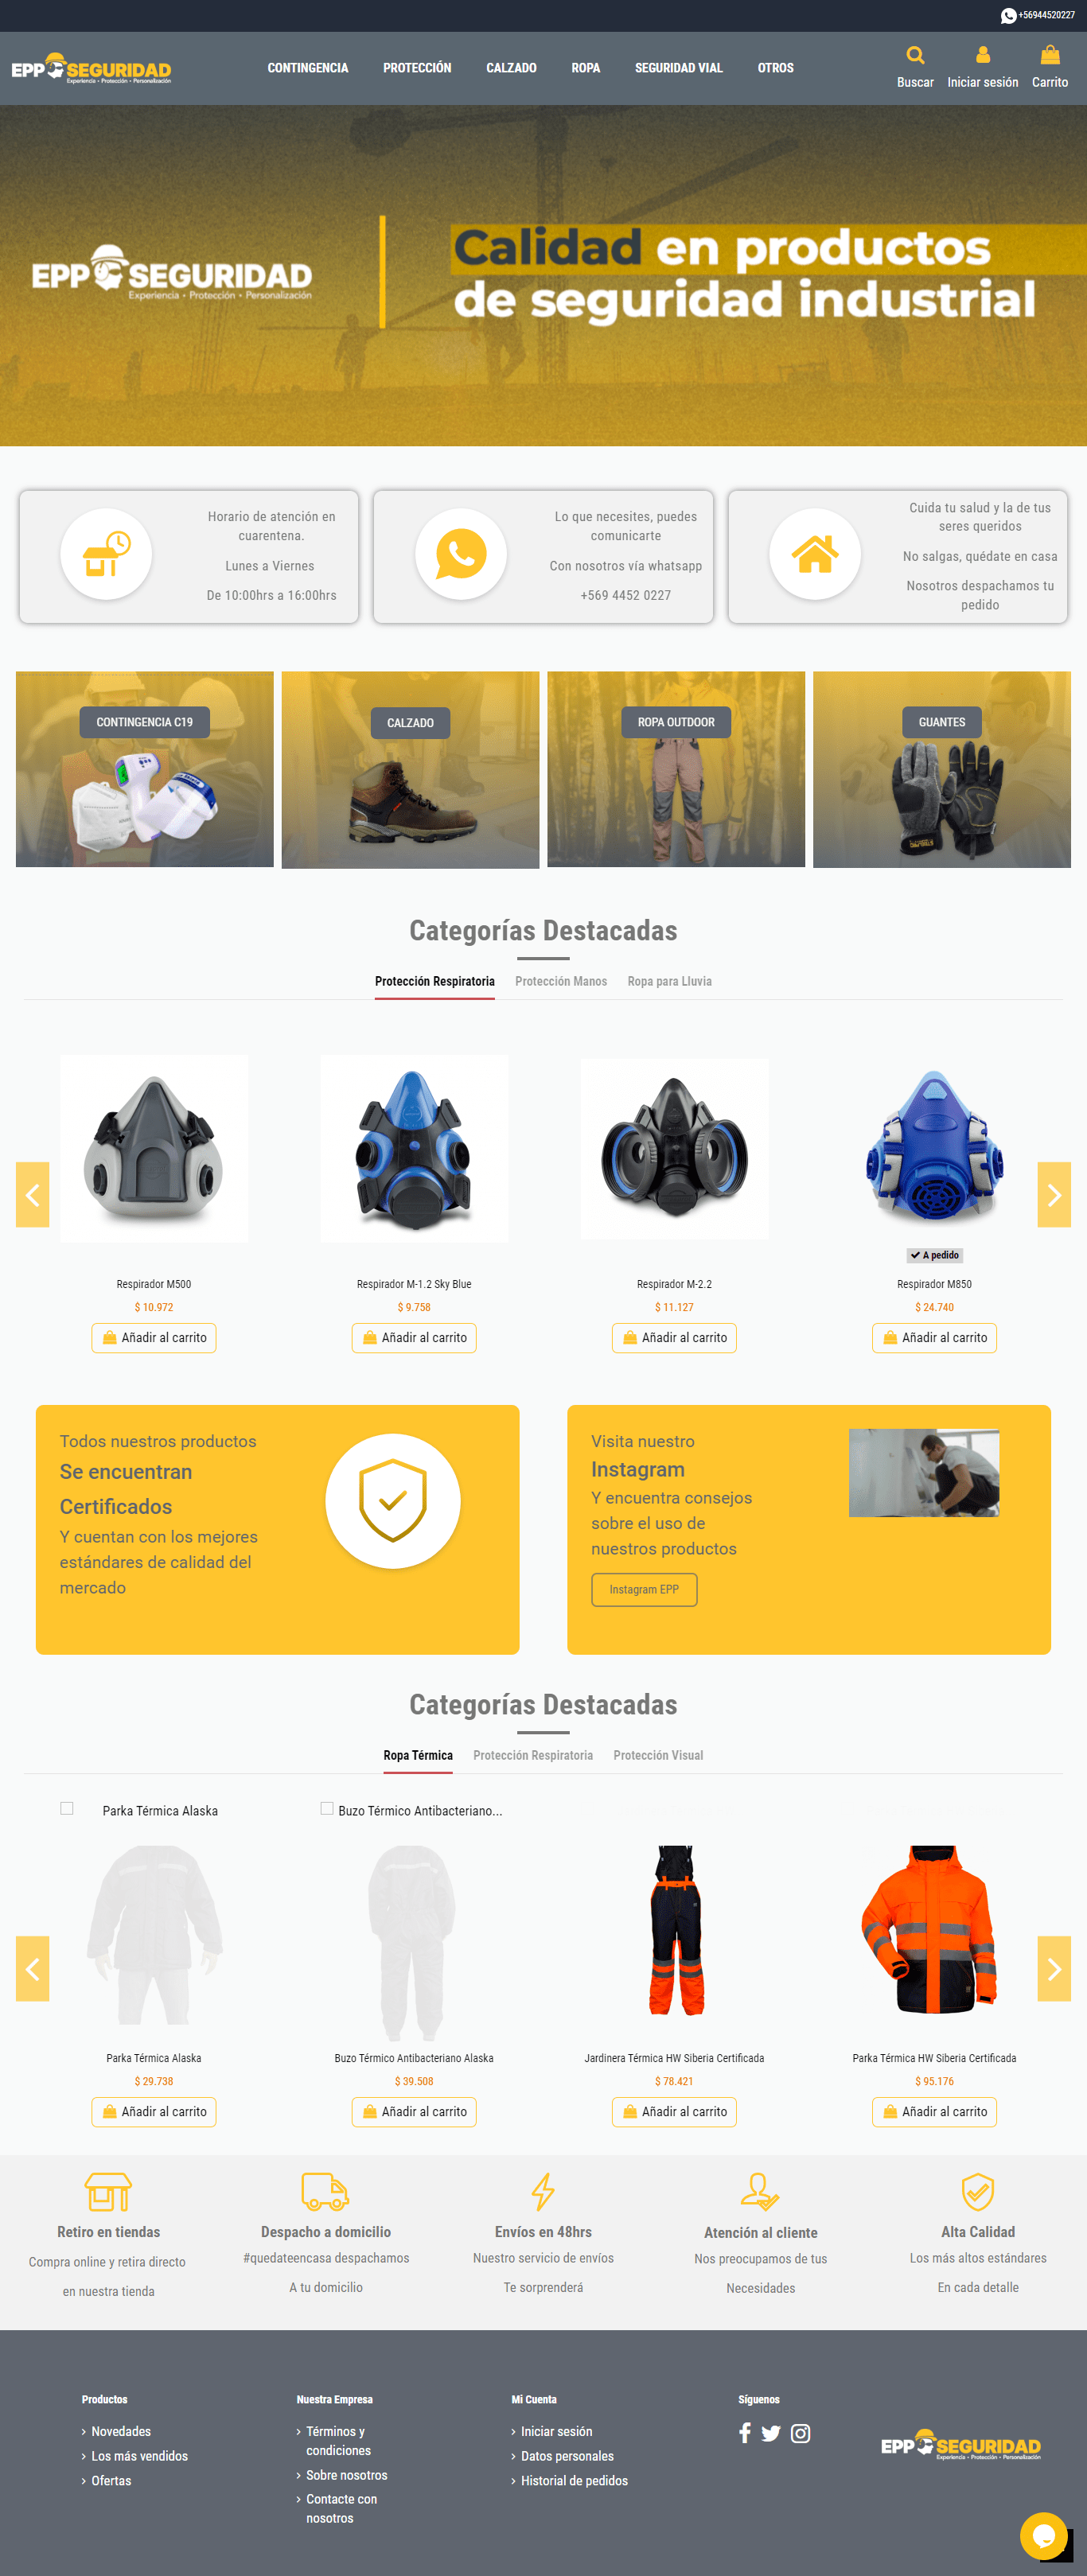 +56944520227
EPP SEGURIDAD
Experiencia • Protección • Personalización
CONTINGENCIA
PROTECCIÓN
CALZADO
ROPA
SEGURIDAD VIAL
OTROS
Buscar
Iniciar sesión
Carrito
EPP SEGURIDAD
Experiencia • Protección • Personalización
Calidad en productos
de seguridad industrial
Horario de atención en
cuarentena.
Lunes a Viernes
De 10:00hrs a 16:00hrs
Lo que necesites, puedes
comunicarte
Con nosotros vía whatsapp
+569 4452 0227
Cuida tu salud y la de tus
seres queridos
No salgas, quédate en casa
Nosotros despachamos tu
pedido
CONTINGENCIA C19
CALZADO
ROPA OUTDOOR
GUANTES
Categorías Destacadas
Protección Respiratoria
Protección Manos
Ropa para Lluvia
A pedido
Respirador M500
Respirador M-1.2 Sky Blue
Respirador M-2.2
Respirador M850
$ 10.972
$ 9.758
$ 11.127
$ 24.740
Añadir al carrito
Añadir al carrito
Añadir al carrito
Añadir al carrito
Todos nuestros productos
Se encuentran
Certificados
Y cuentan con los mejores
estándares de calidad del
mercado
Visita nuestro
Instagram
Y encuentra consejos
sobre el uso de
nuestros productos
Instagram EPP
Categorías Destacadas
Ropa Térmica
Protección Respiratoria
Protección Visual
Parka Térmica Alaska
Buzo Térmico Antibacteriano...
Parka Térmica Alaska
Buzo Térmico Antibacteriano Alaska
Jardinera Térmica HW Siberia Certificada
Parka Térmica HW Siberia Certificada
$ 29.738
$ 39.508
$ 78.421
$ 95.176
Añadir al carrito
Añadir al carrito
Añadir al carrito
Añadir al carrito
Retiro en tiendas
Compra online y retira directo
en nuestra tienda
Despacho a domicilio
#quedateencasa despachamos
A tu domicilio
Envíos en 48hrs
Nuestro servicio de envíos
Te sorprenderá
Atención al cliente
Nos preocupamos de tus
Necesidades
Alta Calidad
Los más altos estándares
En cada detalle
Productos
Novedades
Los más vendidos
Ofertas
Nuestra Empresa
Términos y
condiciones
Sobre nosotros
Contacte con
nosotros
Mi Cuenta
Iniciar sesión
Datos personales
Historial de pedidos
Síguenos
EPP SEGURIDAD
Experiencia • Protección • Personalización